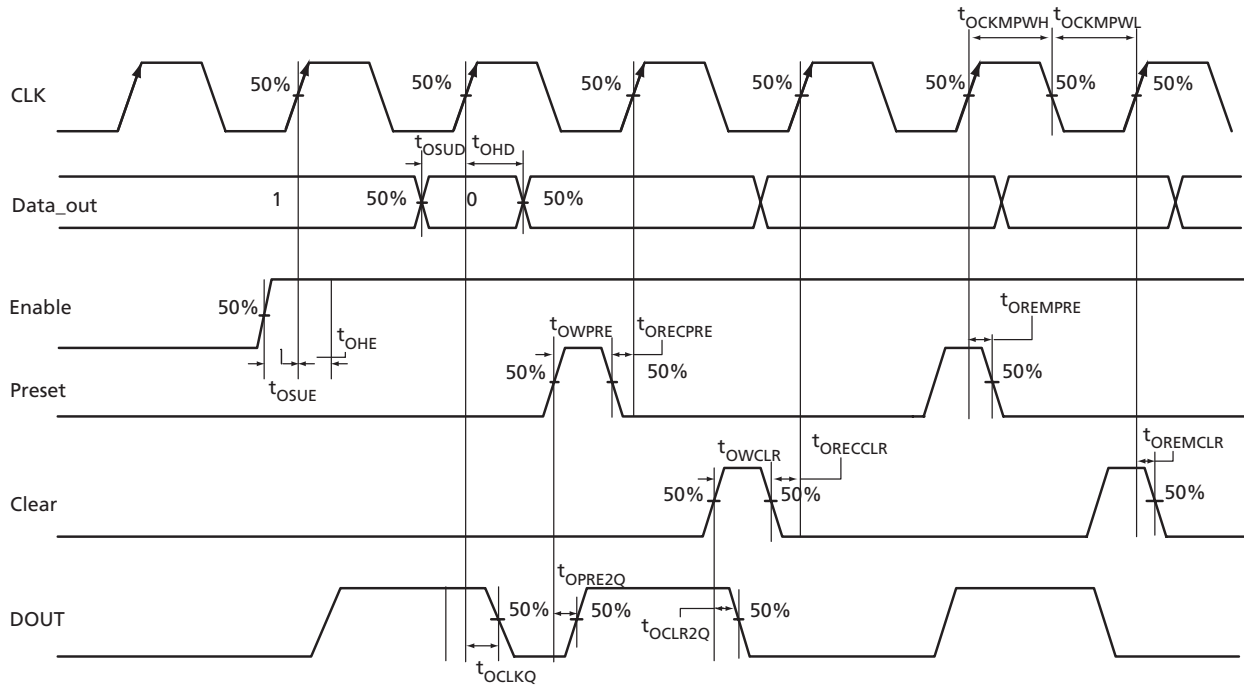 tOCKMPWH tOCKMPWL
CLK 50% 50% 50% 50% 50% 50% 50%
tOSUD tOHD
Data_out 1 50% 0 50%
Enable 50%
tOHE
tOSUE
tOWPRE tORECPRE tOREMPRE
Preset 50% 50% 50%
tOWCLR tORECCLR tOREMCLR
Clear 50% 50% 50%
tOPRE2Q
DOUT 50% 50% tOCLR2Q 50%
tOCLKQ